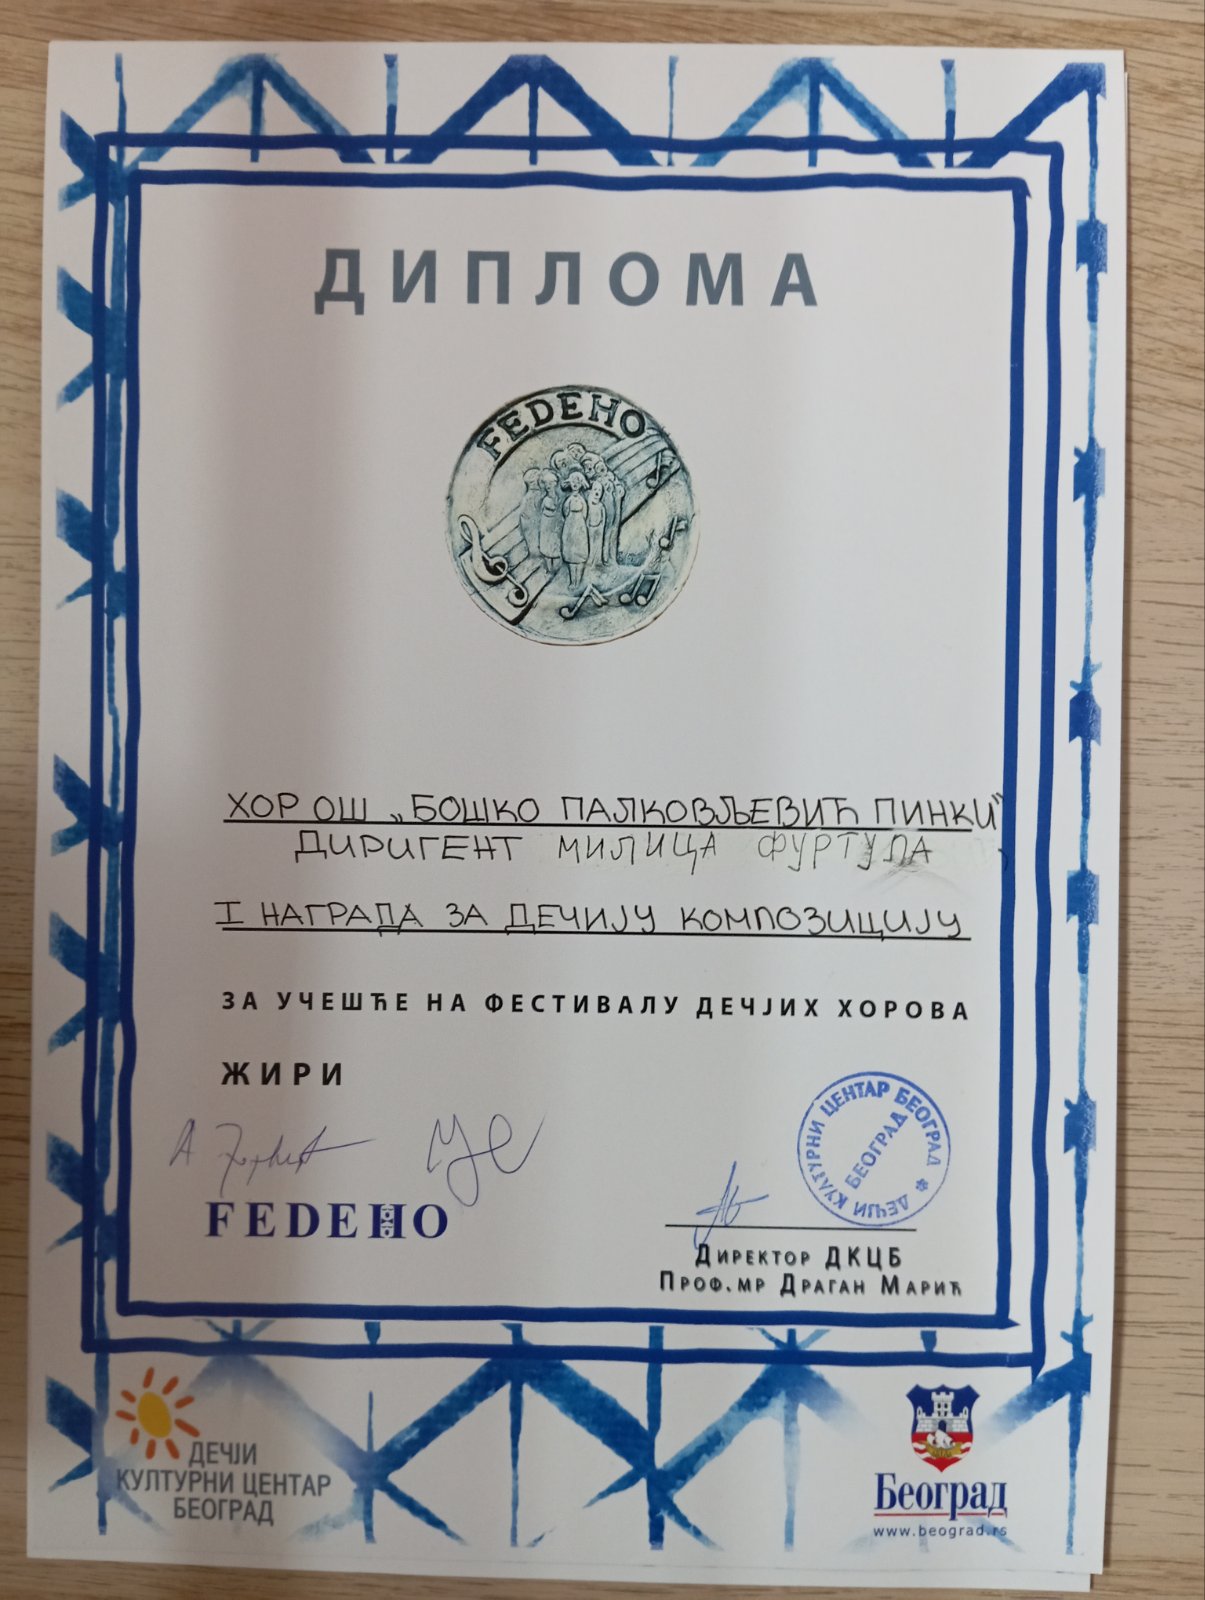 ДИПЛОМА
FEDEHO
ХОР ОШ „БОШКО ПАЛКОВЉЕВИЋ ПИНКИ"
ДИРИГЕНТ МИЛИЦА ФУРТУЛА
I НАГРАДА ЗА ДЕЧИЈУ КОМПОЗИЦИЈУ
ЗА УЧЕШЋЕ НА ФЕСТИВАЛУ ДЕЧЈИХ ХОРОВА
ЖИРИ
ДЕЧЈИ КУЛТУРНИ ЦЕНТАР БЕОГРАД *
БЕОГРАД
FEDEHO
ДИРЕКТОР ДКЦБ
ПРОФ.МР ДРАГАН МАРИЋ
ДЕЧЈИ
КУЛТУРНИ ЦЕНТАР
БЕОГРАД
Београд
www.beograd.rs